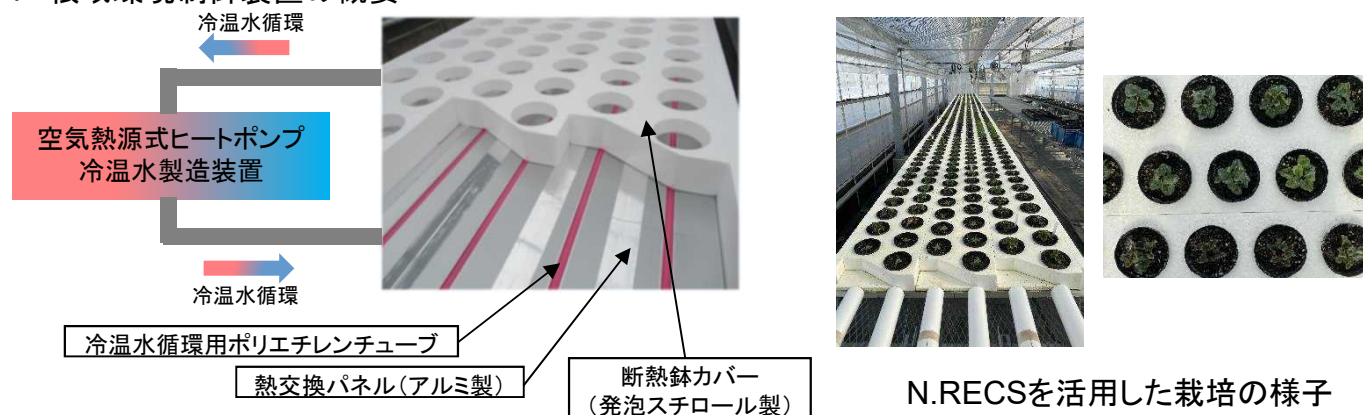 冷温水循環
空気熱源式ヒートポンプ
冷温水製造装置
冷温水循環
冷温水循環用ポリエチレンチューブ
熱交換パネル(アルミ製)
断熱鉢カバー
(発泡スチロール製)
N.RECSを活用した栽培の様子